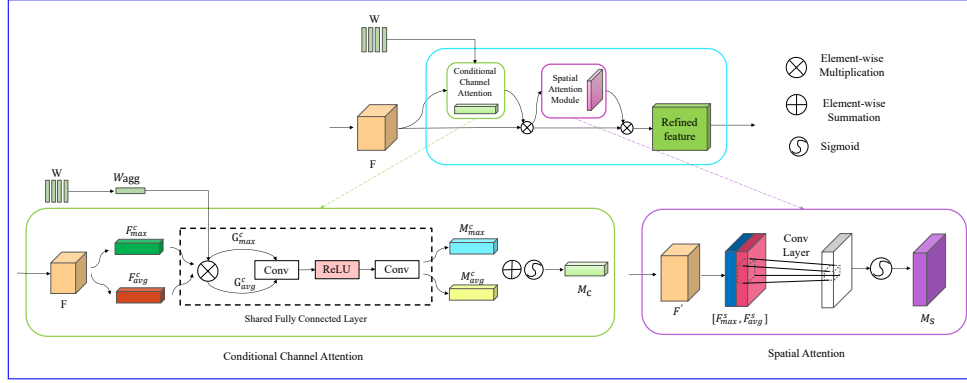 W
Conditional
Channel
Attention
Spatial
Attention
Module
Element-wise
Multiplication
Element-wise
Summation
Sigmoid
F
Refined
feature
W
Wagg
F^c_max
F^c_avg
F
G^c_max
G^c_avg
Conv
ReLU
Conv
Shared Fully Connected Layer
M^c_max
M^c_avg
M_c
Conv
Layer
F'
[F^s_max, F^s_avg]
M_S
Conditional Channel Attention
Spatial Attention